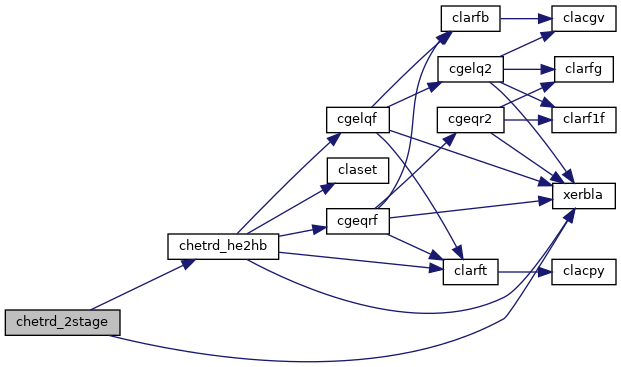 clarfb
clacgv
cgelq2
clarfg
cgelqf
cgeqr2
clarf1f
claset
xerbla
cgeqrf
chetrd_he2hb
clarft
clacpy
chetrd_2stage